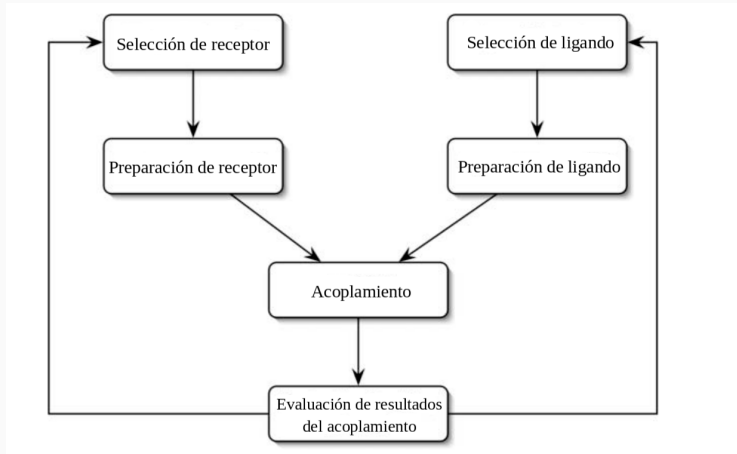 Selección de receptor
Selección de ligando
Preparación de receptor
Preparación de ligando
Acoplamiento
Evaluación de resultados
del acoplamiento